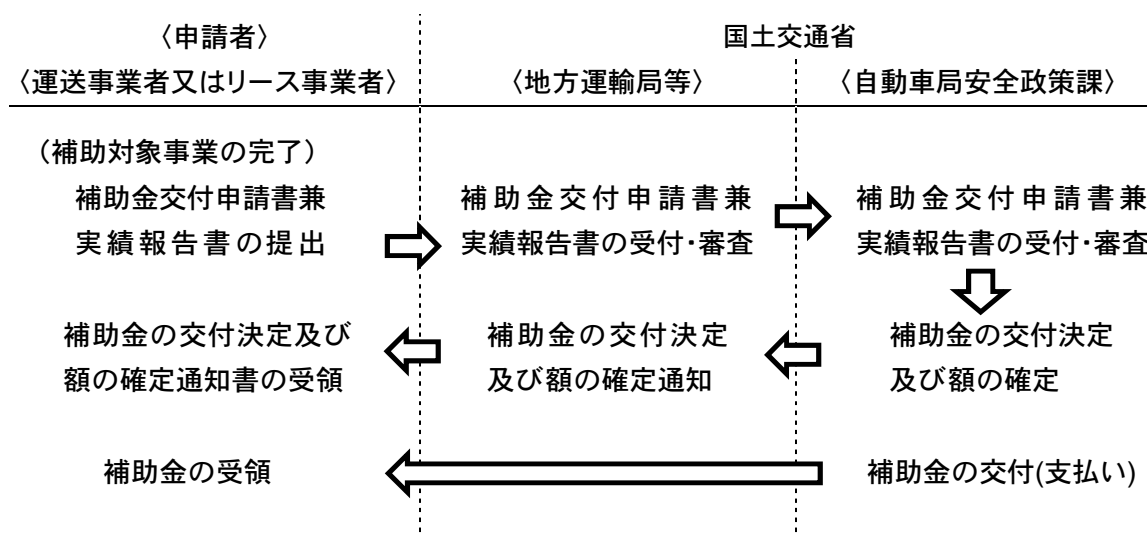 〈申請者〉
国土交通省
〈運送事業者又はリース事業者〉
〈地方運輸局等〉
〈自動車局安全政策課〉
(補助対象事業の完了)
補助金交付申請書兼
実績報告書の提出
補助金交付申請書兼
実績報告書の受付・審査
補助金交付申請書兼
実績報告書の受付・審査
補助金の交付決定及び
額の確定通知書の受領
補助金の交付決定
及び額の確定通知
補助金の交付決定
及び額の確定
補助金の受領
補助金の交付(支払い)